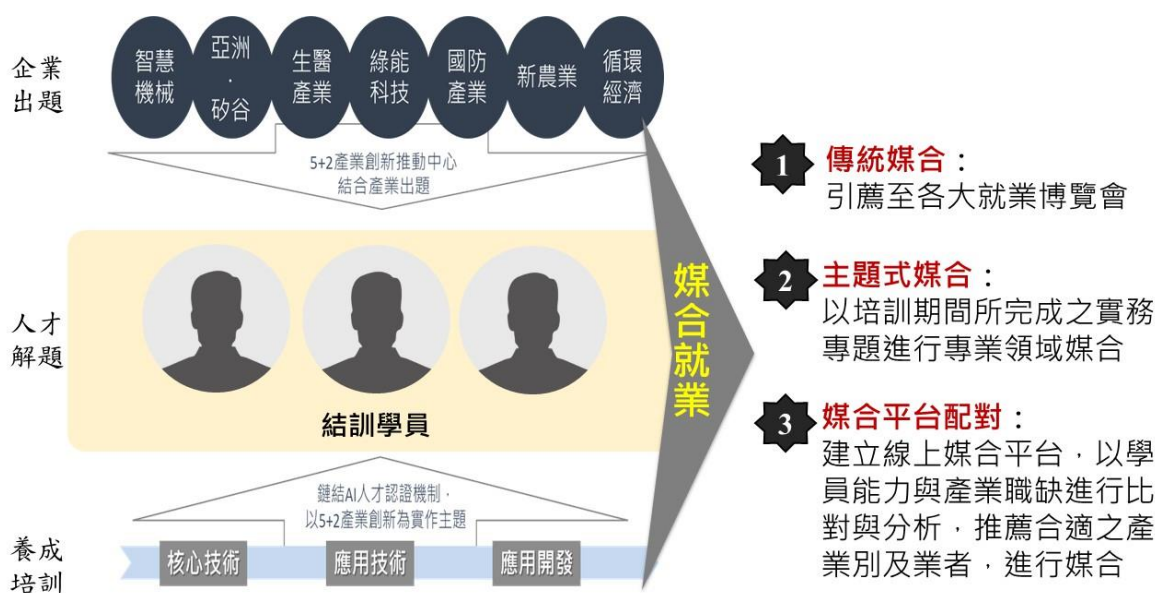 企業
出題
智慧
機械
亞洲
·
矽谷
生醫
產業
綠能
科技
國防
產業
新農業
循環
經濟
5+2產業創新推動中心
結合產業出題
人才
解題
結訓學員
鏈結AI人才認證機制，
以5+2產業創新為實作主題
養成
培訓
核心技術
應用技術
應用開發
媒合就業
1
傳統媒合：
引薦至各大就業博覽會
2
主題式媒合：
以培訓期間所完成之實務
專題進行專業領域媒合
3
媒合平台配對：
建立線上媒合平台，以學
員能力與產業職缺進行比
對與分析，推薦合適之產
業別及業者，進行媒合